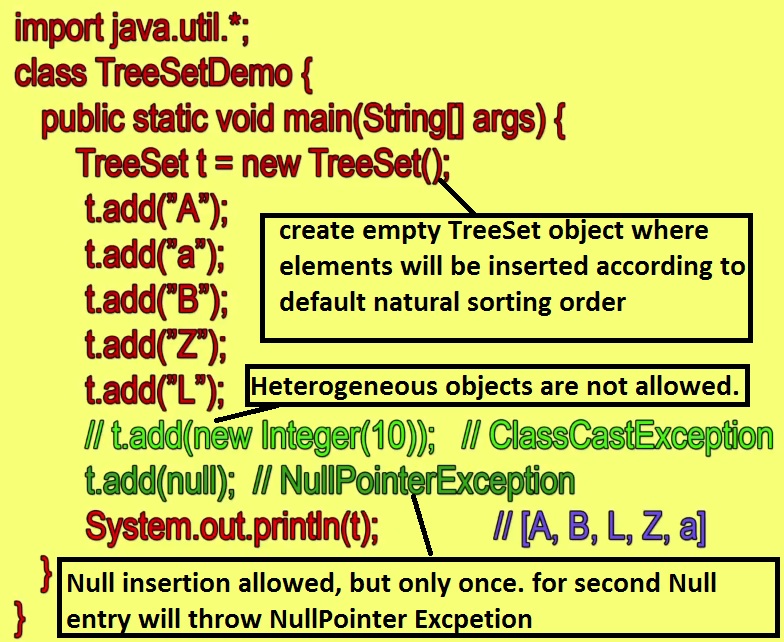 import java.util.*;
class TreeSetDemo {
public static void main(String[] args) {
TreeSet t = new TreeSet();
t.add(”A”);
t.add(”a”);
t.add(”B”);
t.add(”Z”);
t.add(”L”);
create empty TreeSet object where
elements will be inserted according to
default natural sorting order
Heterogeneous objects are not allowed.
// t.add(new Integer(10)); // ClassCastException
t.add(null); // NullPointerException
System.out.println(t); // [A, B, L, Z, a]
}
Null insertion allowed, but only once. for second Null
entry will throw NullPointer Excpetion
}